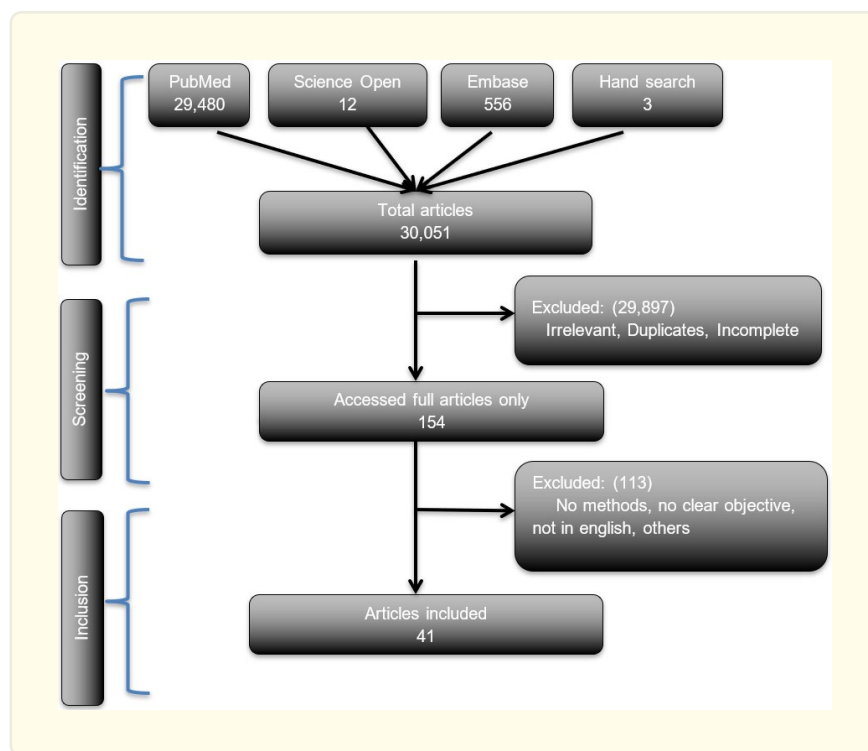 PubMed
29,480
Science Open
12
Embase
556
Hand search
3
Identification
Total articles
30,051
Excluded: (29,897)
Irrelevant, Duplicates, Incomplete
Screening
Accessed full articles only
154
Excluded: (113)
No methods, no clear objective,
not in english, others
Inclusion
Articles included
41